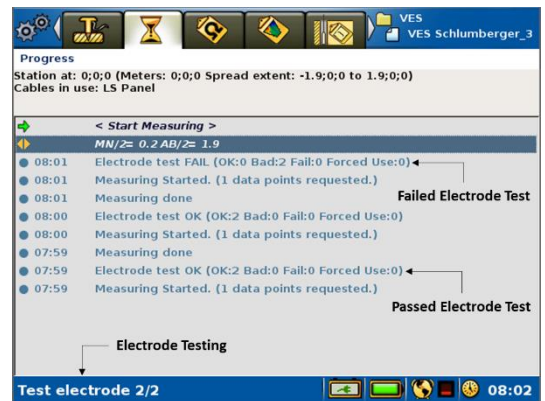 VES
VES Schlumberger_3
Progress
Station at: 0;0;0 (Meters: 0;0;0 Spread extent: -1.9;0;0 to 1.9;0;0)
Cables in use: LS Panel
< Start Measuring >
MN/2= 0.2 AB/2= 1.9
08:01 Electrode test FAIL (OK:0 Bad:2 Fail:0 Forced Use:0)
08:01 Measuring Started. (1 data points requested.)
Failed Electrode Test
08:01 Measuring done
08:00 Electrode test OK (OK:2 Bad:0 Fail:0 Forced Use:0)
08:00 Measuring Started. (1 data points requested.)
07:59 Measuring done
07:59 Electrode test OK (OK:2 Bad:0 Fail:0 Forced Use:0)
07:59 Measuring Started. (1 data points requested.)
Passed Electrode Test
Electrode Testing
Test electrode 2/2
08:02